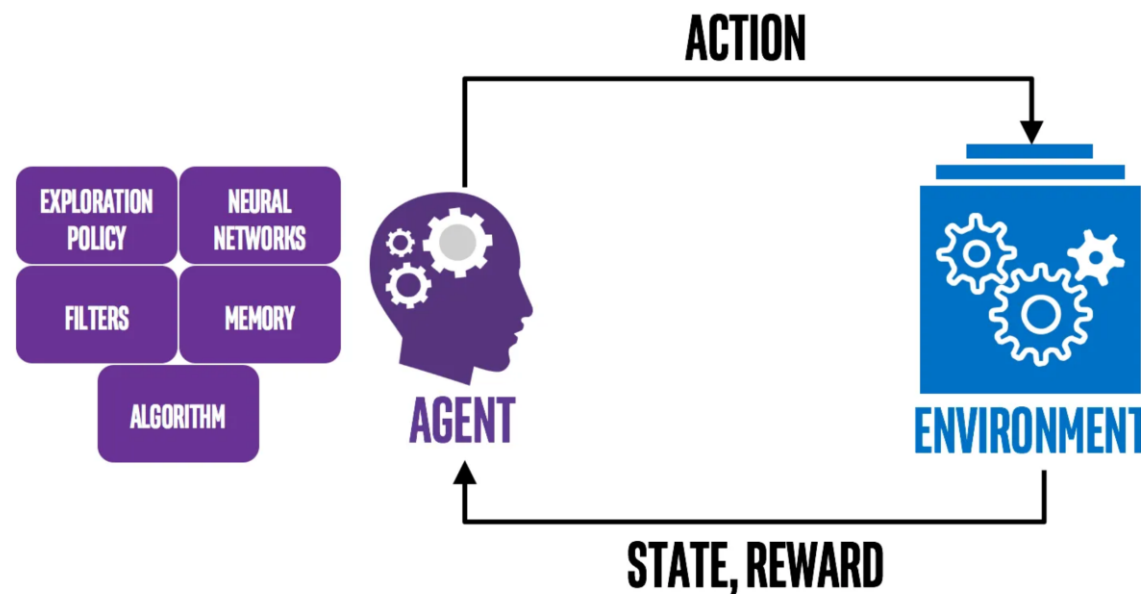 ACTION
EXPLORATION
POLICY
NEURAL
NETWORKS
FILTERS
MEMORY
ALGORITHM
AGENT
ENVIRONMENT
STATE, REWARD